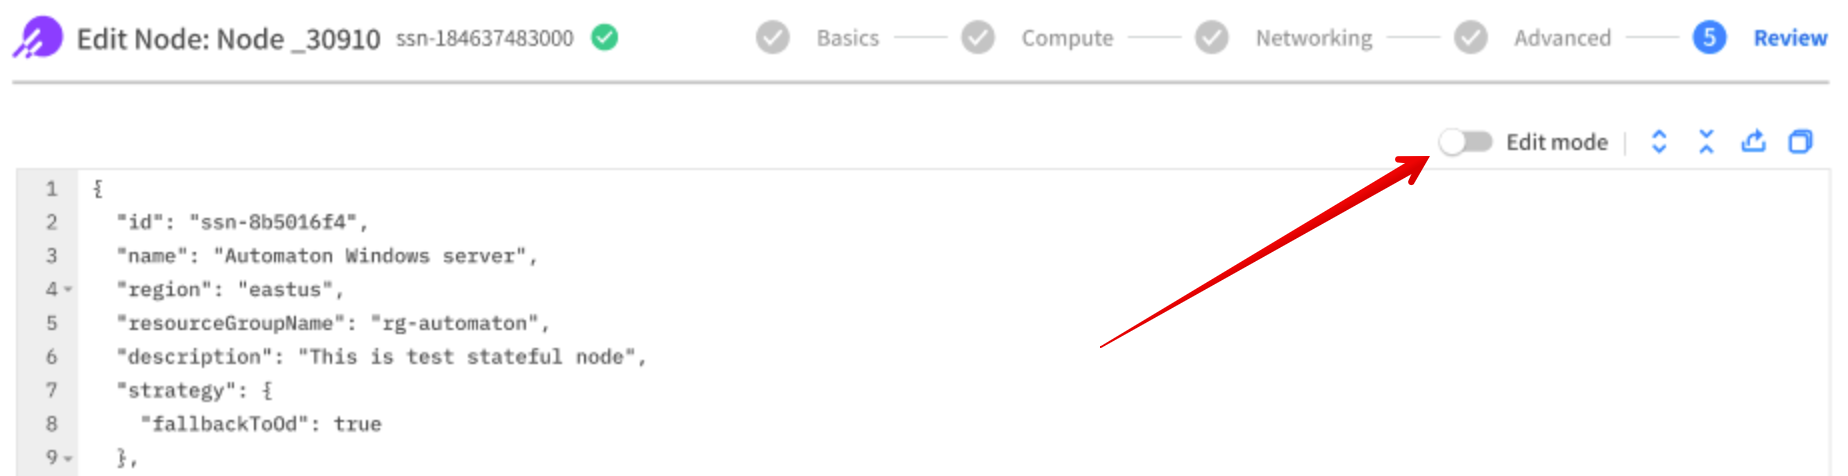 Edit Node: Node _30910 ssn-184637483000 Basics Compute Networking Advanced 5 Review
Edit mode
1 {
2 "id": "ssn-8b5016f4",
3 "name": "Automaton Windows server",
4 "region": "eastus",
5 "resourceGroupName": "rg-automaton",
6 "description": "This is test stateful node",
7 "strategy": {
8 "fallbackToOd": true
9 },